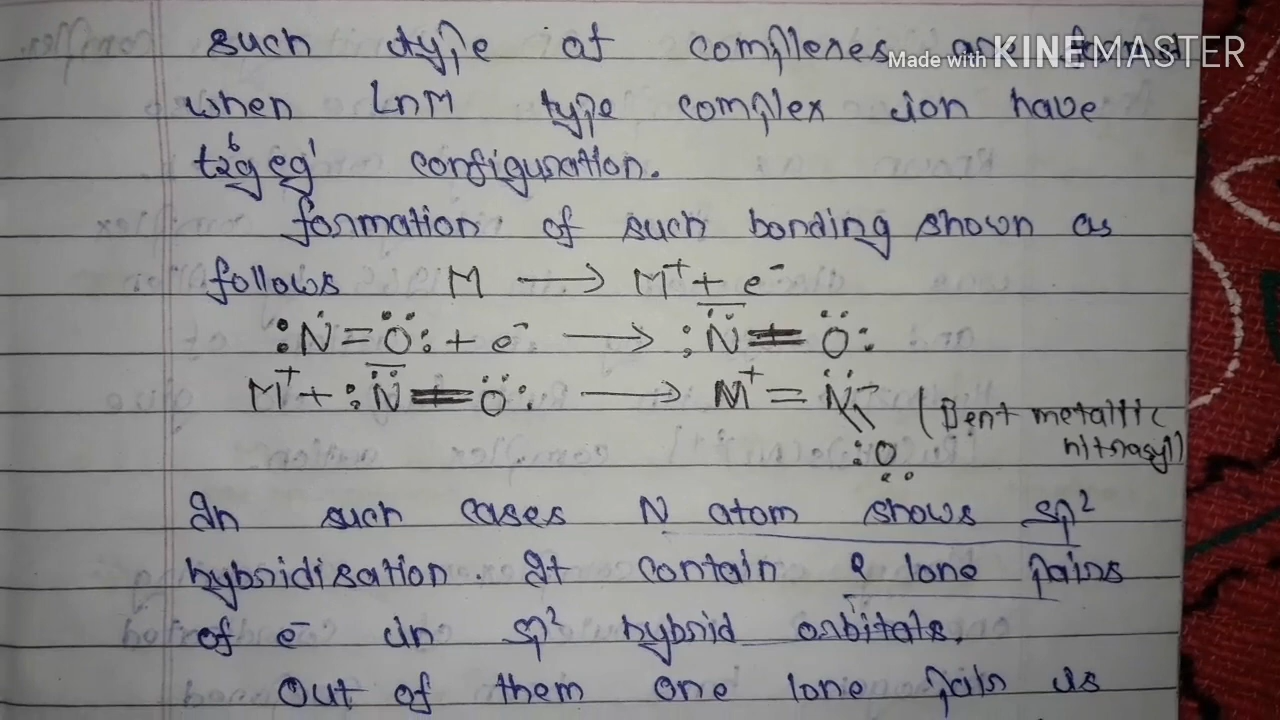 such type of complexes are formed
Made with KINEMASTER
when LnM type complex ion have
t2g⁶ eg¹ configuration.
formation of such bonding shown as
follows M ⟶ M⁺ + e⁻
:Ṅ=Ö: + e⁻ ⟶ :N̈=Ö:
M⁺ + :N̈=Ö: ⟶ M⁺=N̈
:O (Bent metallic
nitrosyl)
In such cases N atom shows sp²
hybridisation. It contain 2 lone pairs
of e⁻ in sp² hybrid orbitals.
Out of them one lone pair is